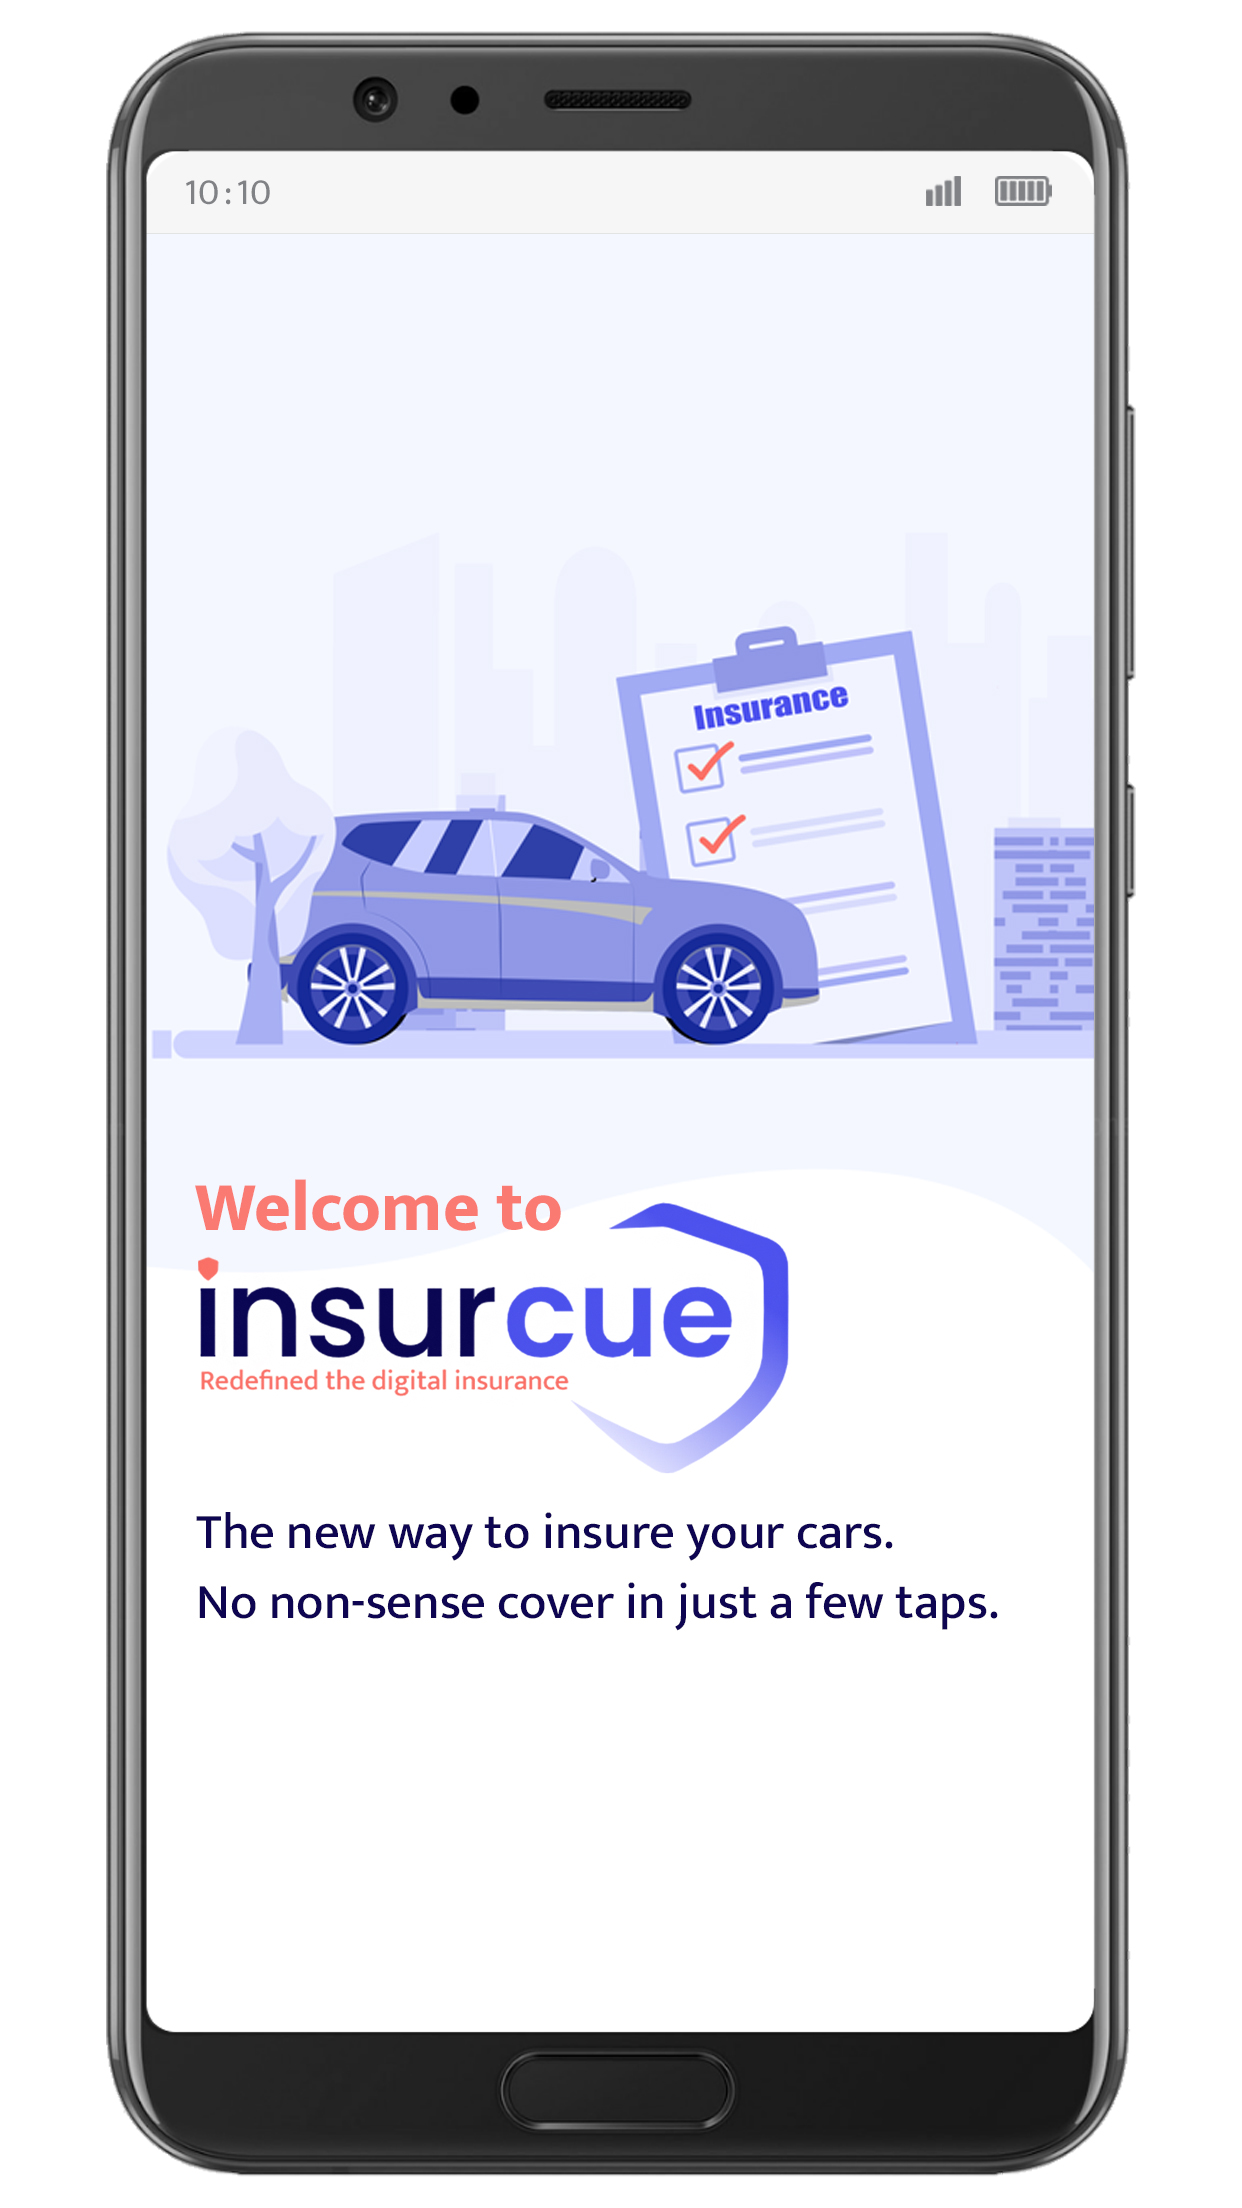 10:10
Insurance
Welcome to
insurcue
Redefined the digital insurance
The new way to insure your cars.
No non-sense cover in just a few taps.